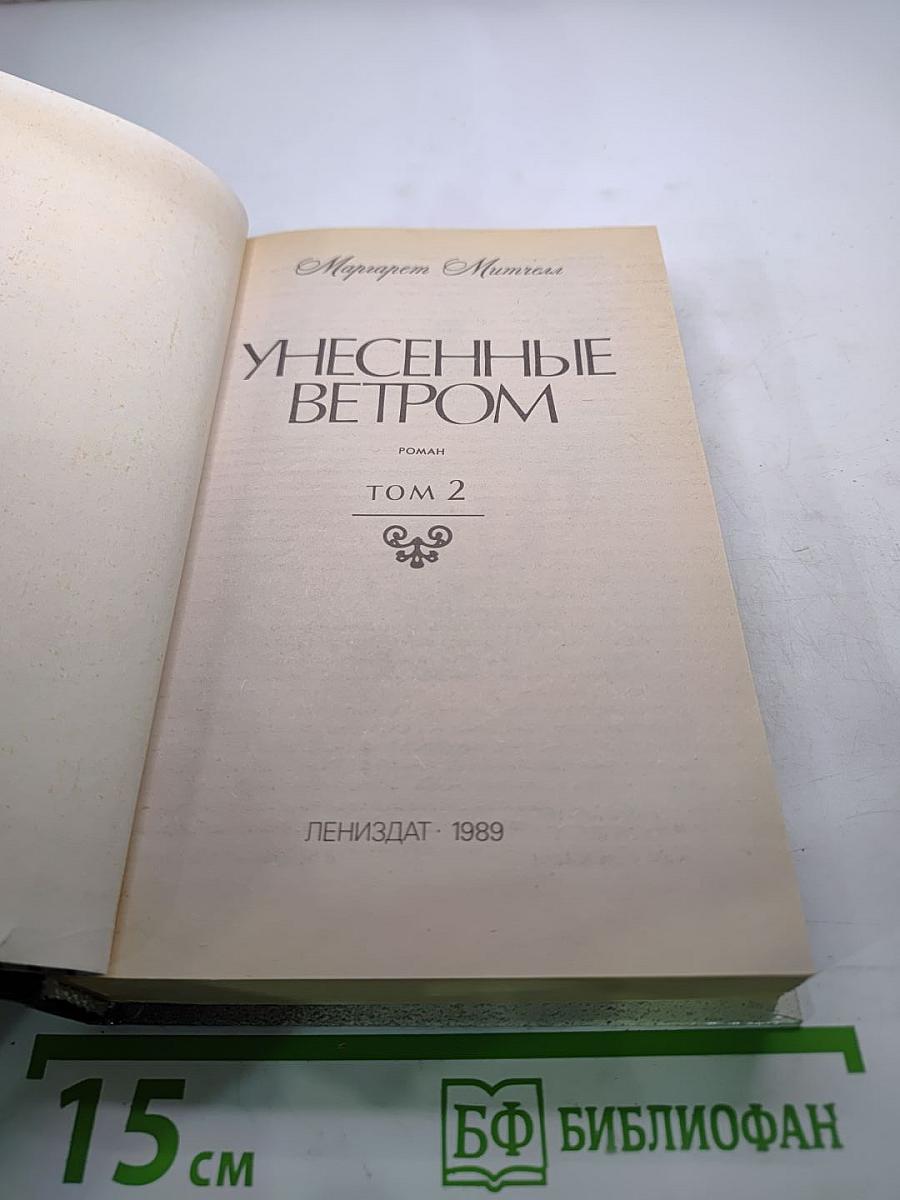 Маргарет Митчелл
УНЕСЕННЫЕ
ВЕТРОМ
РОМАН
ТОМ 2
ЛЕНИЗДАТ · 1989
15 см
БФ БИБЛИОФАН